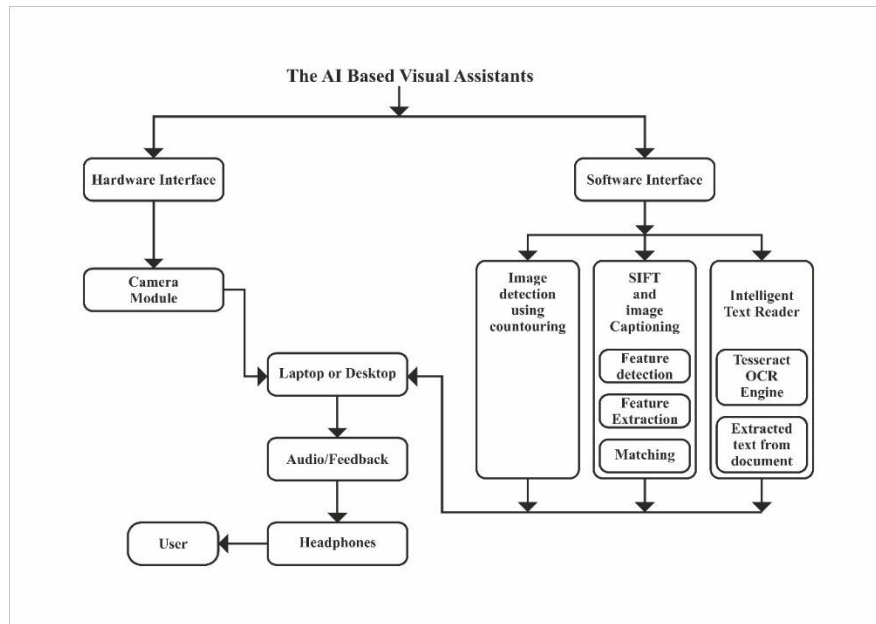 The AI Based Visual Assistants
Hardware Interface
Software Interface
Camera
Module
Image
detection
using
countouring
SIFT
and
image
Captioning
Feature
detection
Feature
Extraction
Matching
Intelligent
Text Reader
Tesseract
OCR
Engine
Extracted
text from
document
Laptop or Desktop
Audio/Feedback
Headphones
User